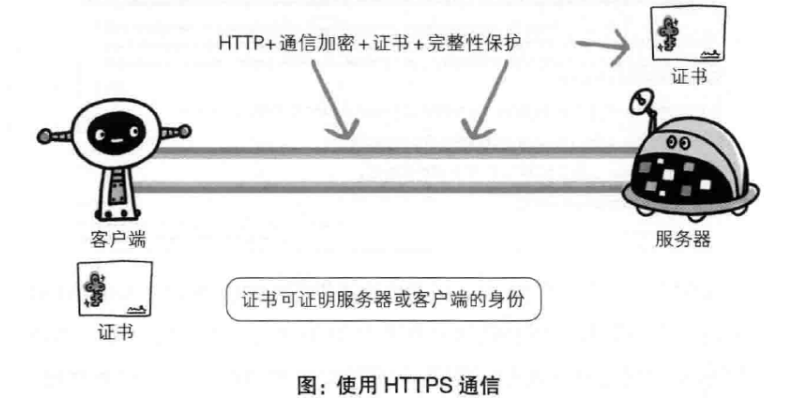 HTTP+通信加密+证书+完整性保护
证书
客户端
服务器
证书
证书可证明服务器或客户端的身份
图：使用 HTTPS 通信